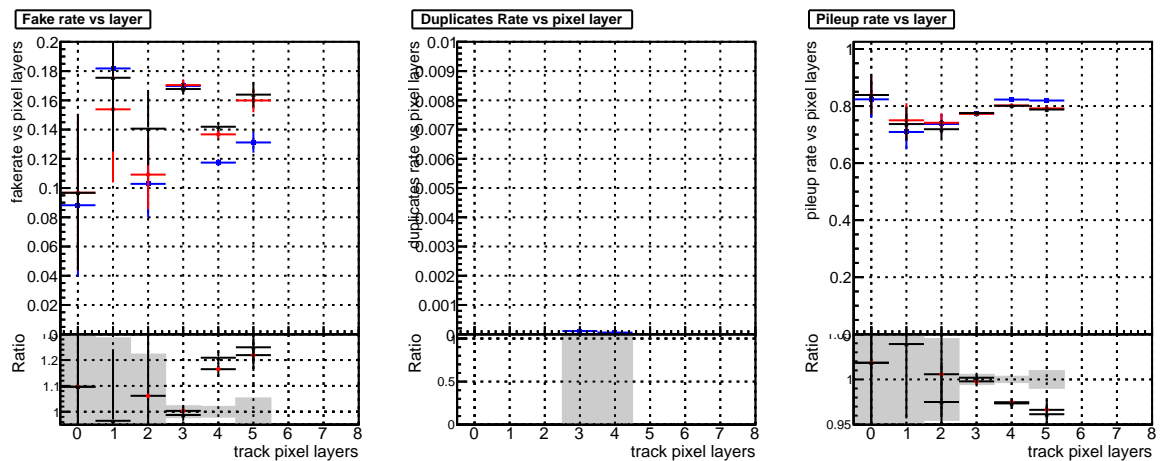 Fake rate vs layer
fakerate vs pixel layers
0.2
0.18
0.16
0.14
0.12
0.1
0.08
0.06
0.04
0.02
0
Ratio
1.2
1.1
1
0 1 2 3 4 5 6 7 8
track pixel layers
Duplicates Rate vs pixel layer
duplicates rate vs pixel layers
0.01
0.009
0.008
0.007
0.006
0.005
0.004
0.003
0.002
0.001
0
Ratio
1
0.5
0
0 1 2 3 4 5 6 7 8
track pixel layers
Pileup rate vs layer
pileup rate vs pixel layers
1
0.8
0.6
0.4
0.2
0
Ratio
1
0.95
0 1 2 3 4 5 6 7 8
track pixel layers